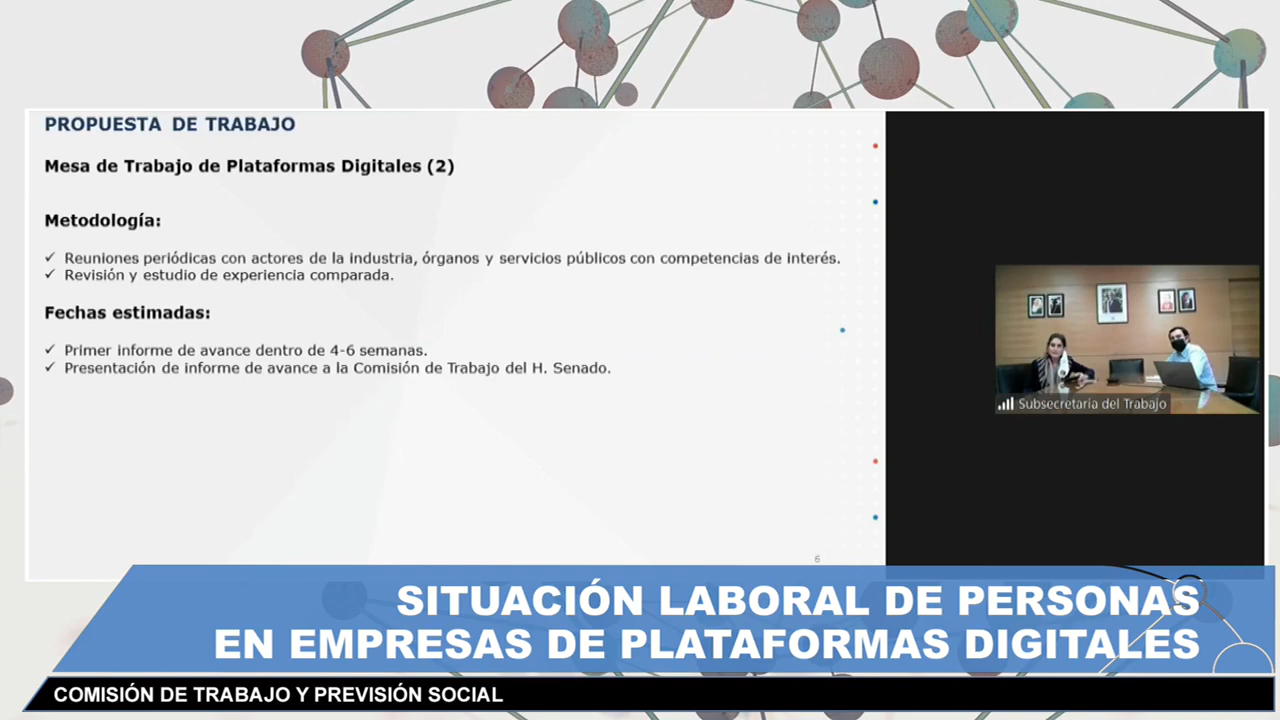 PROPUESTA DE TRABAJO
Mesa de Trabajo de Plataformas Digitales (2)
Metodología:
✓ Reuniones periódicas con actores de la industria, órganos y servicios públicos con competencias de interés.
✓ Revisión y estudio de experiencia comparada.
Fechas estimadas:
✓ Primer informe de avance dentro de 4-6 semanas.
✓ Presentación de informe de avance a la Comisión de Trabajo del H. Senado.
6
Subsecretaría del Trabajo
SITUACIÓN LABORAL DE PERSONAS
EN EMPRESAS DE PLATAFORMAS DIGITALES
COMISIÓN DE TRABAJO Y PREVISIÓN SOCIAL